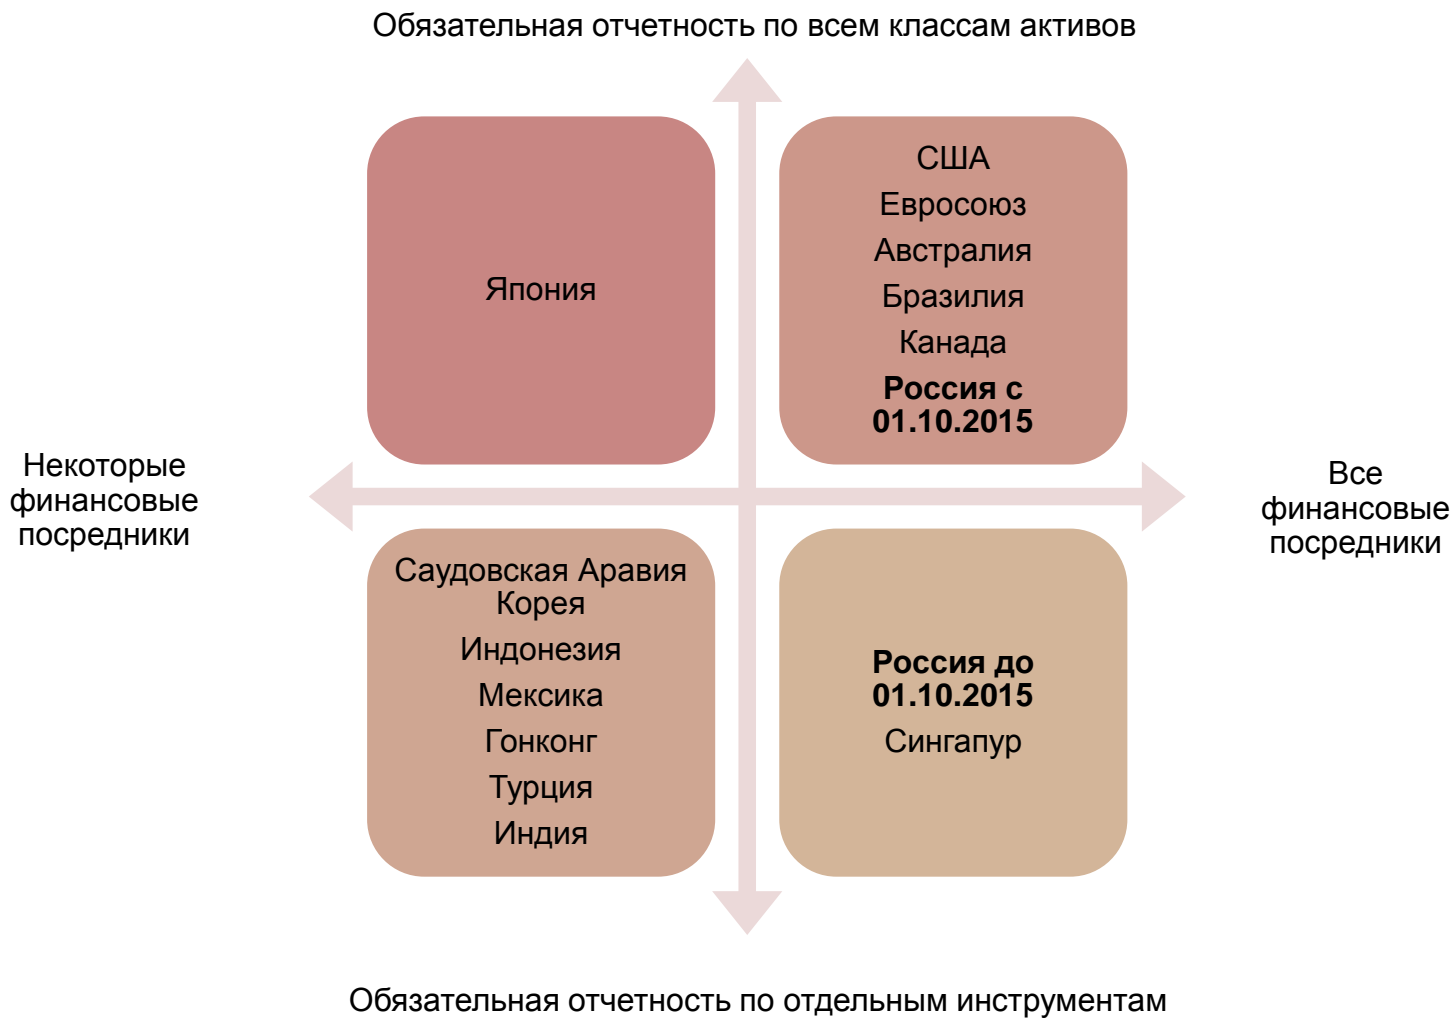 Обязательная отчетность по всем классам активов
Япония
США
Евросоюз
Австралия
Бразилия
Канада
Россия с
01.10.2015
Некоторые
финансовые
посредники
Все
финансовые
посредники
Саудовская Аравия
Корея
Индонезия
Мексика
Гонконг
Турция
Индия
Россия до
01.10.2015
Сингапур
Обязательная отчетность по отдельным инструментам